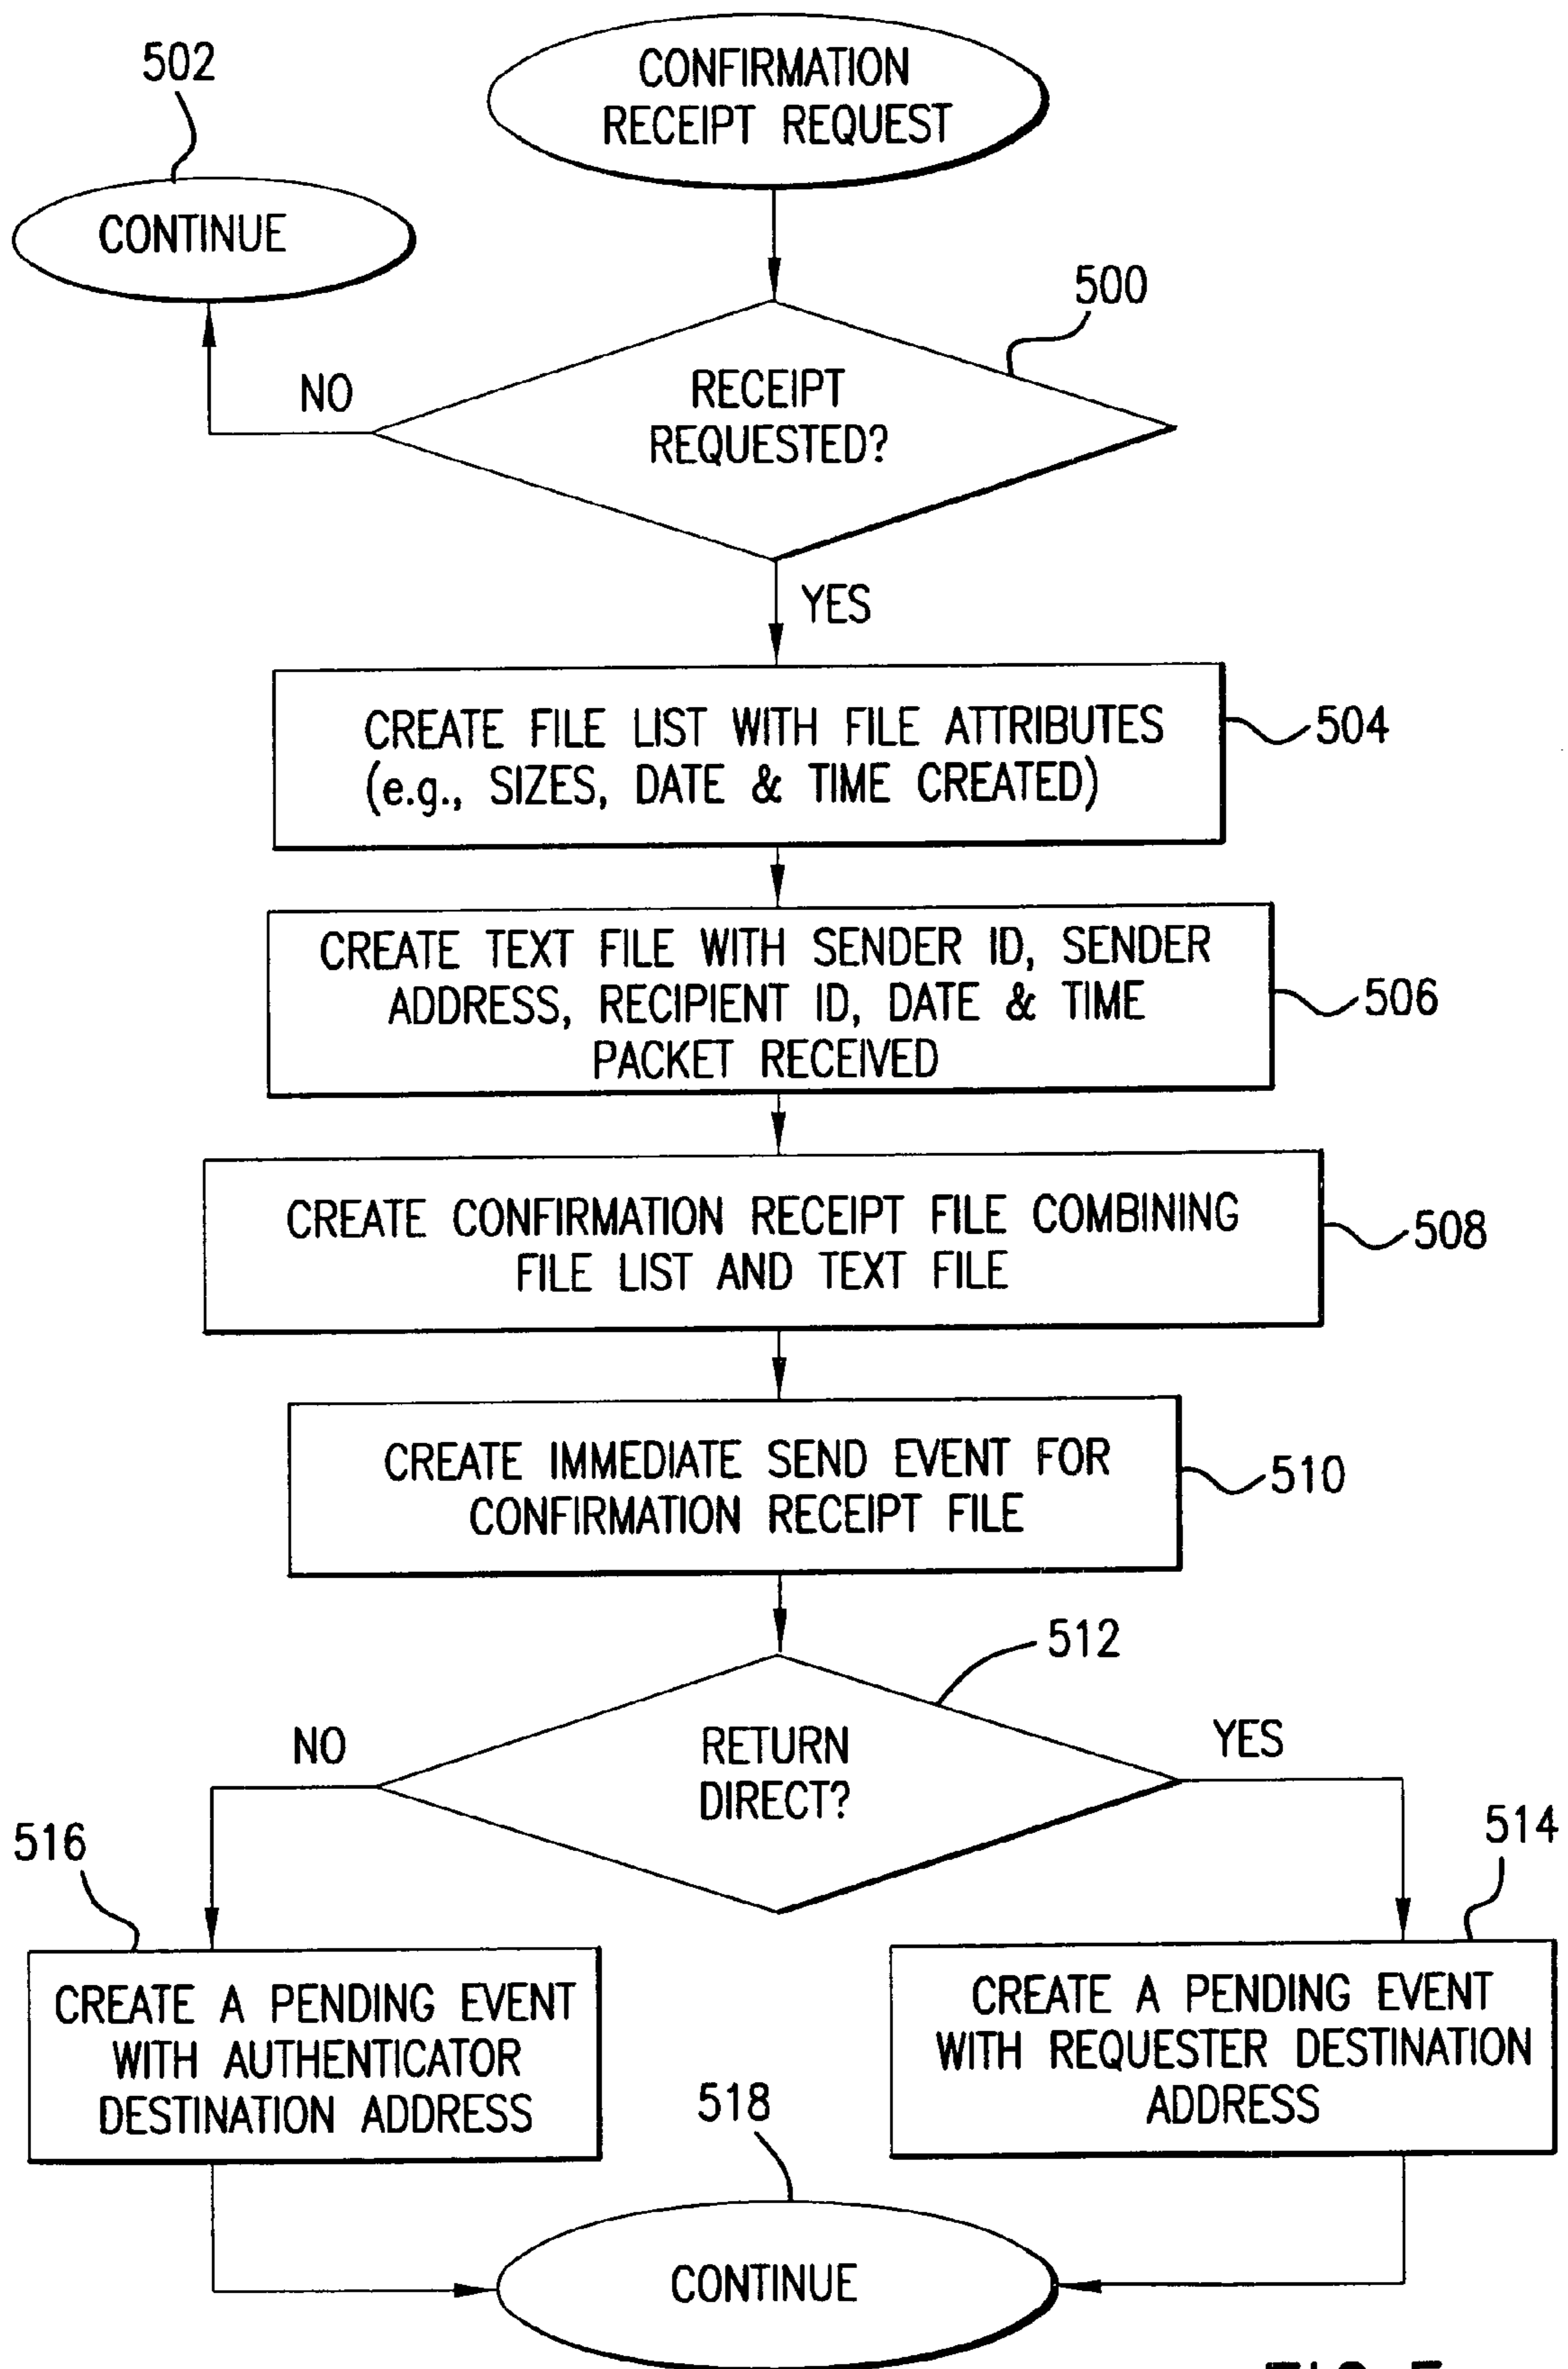 502
CONFIRMATION
RECEIPT REQUEST
CONTINUE
500
NO
RECEIPT
REQUESTED?
YES
CREATE FILE LIST WITH FILE ATTRIBUTES
(e.g., SIZES, DATE & TIME CREATED)
504
CREATE TEXT FILE WITH SENDER ID, SENDER
ADDRESS, RECIPIENT ID, DATE & TIME
PACKET RECEIVED
506
CREATE CONFIRMATION RECEIPT FILE COMBINING
FILE LIST AND TEXT FILE
508
CREATE IMMEDIATE SEND EVENT FOR
CONFIRMATION RECEIPT FILE
510
512
NO
RETURN
DIRECT?
YES
516
514
CREATE A PENDING EVENT
WITH AUTHENTICATOR
DESTINATION ADDRESS
CREATE A PENDING EVENT
WITH REQUESTER DESTINATION
ADDRESS
518
CONTINUE